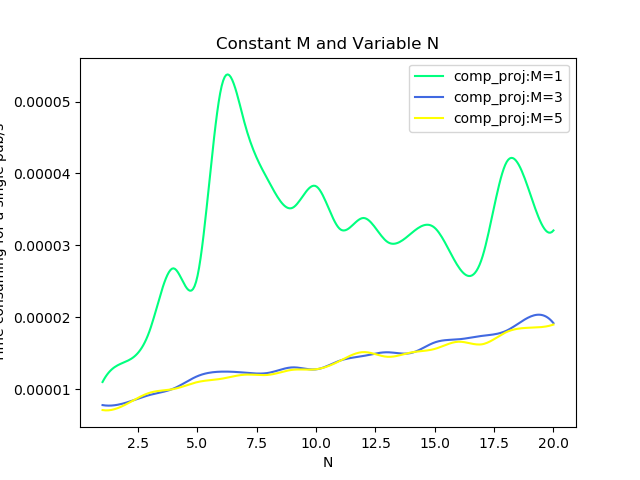 Constant M and Variable N
comp_proj:M=1
comp_proj:M=3
comp_proj:M=5
Time consuming for a single pub/s
0.00005
0.00004
0.00003
0.00002
0.00001
2.5 5.0 7.5 10.0 12.5 15.0 17.5 20.0
N